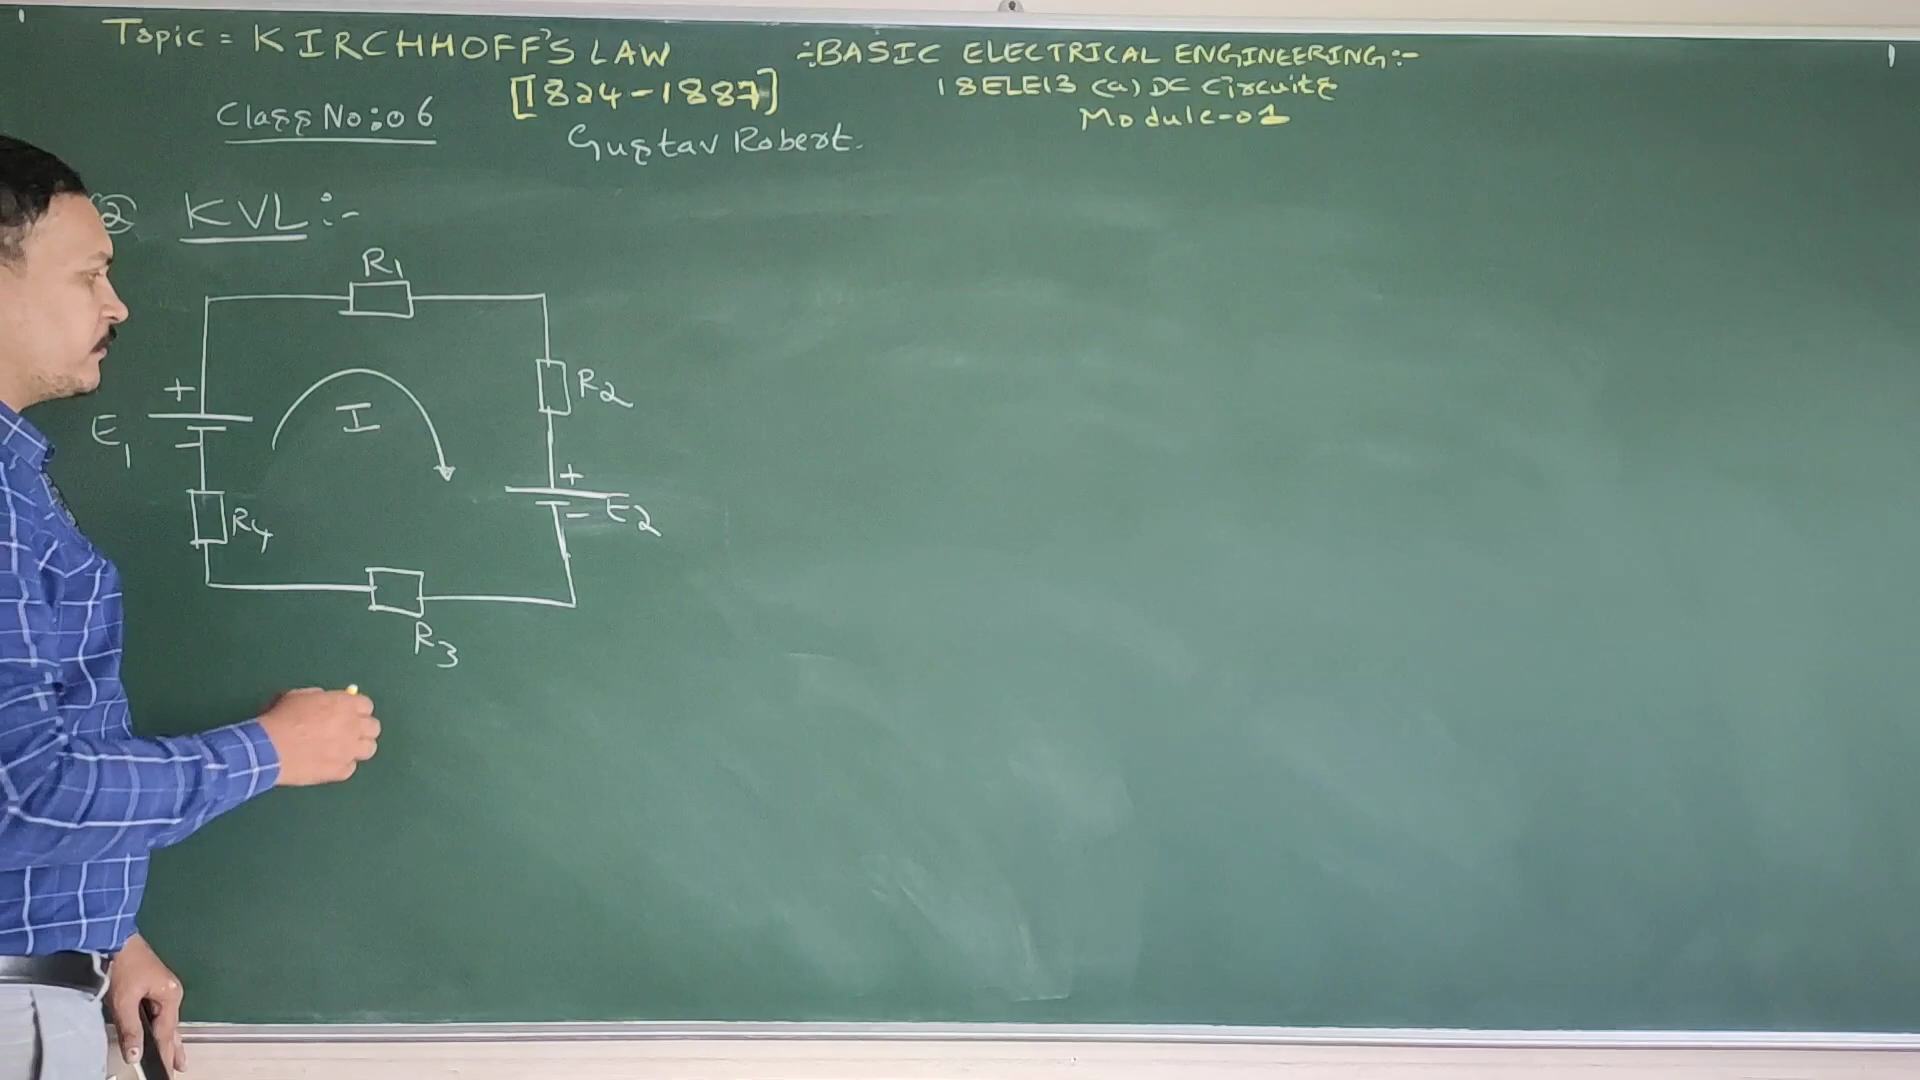 Topic = KIRCHHOFF'S LAW
[1824-1887]
Class No:06
Gustav Robert.
÷BASIC ELECTRICAL ENGINEERING:-
18ELE13 (a) DC Circuits
Module-01
② KVL:-
R1
+
E1
-
I
R2
+
- E2
R4
R3